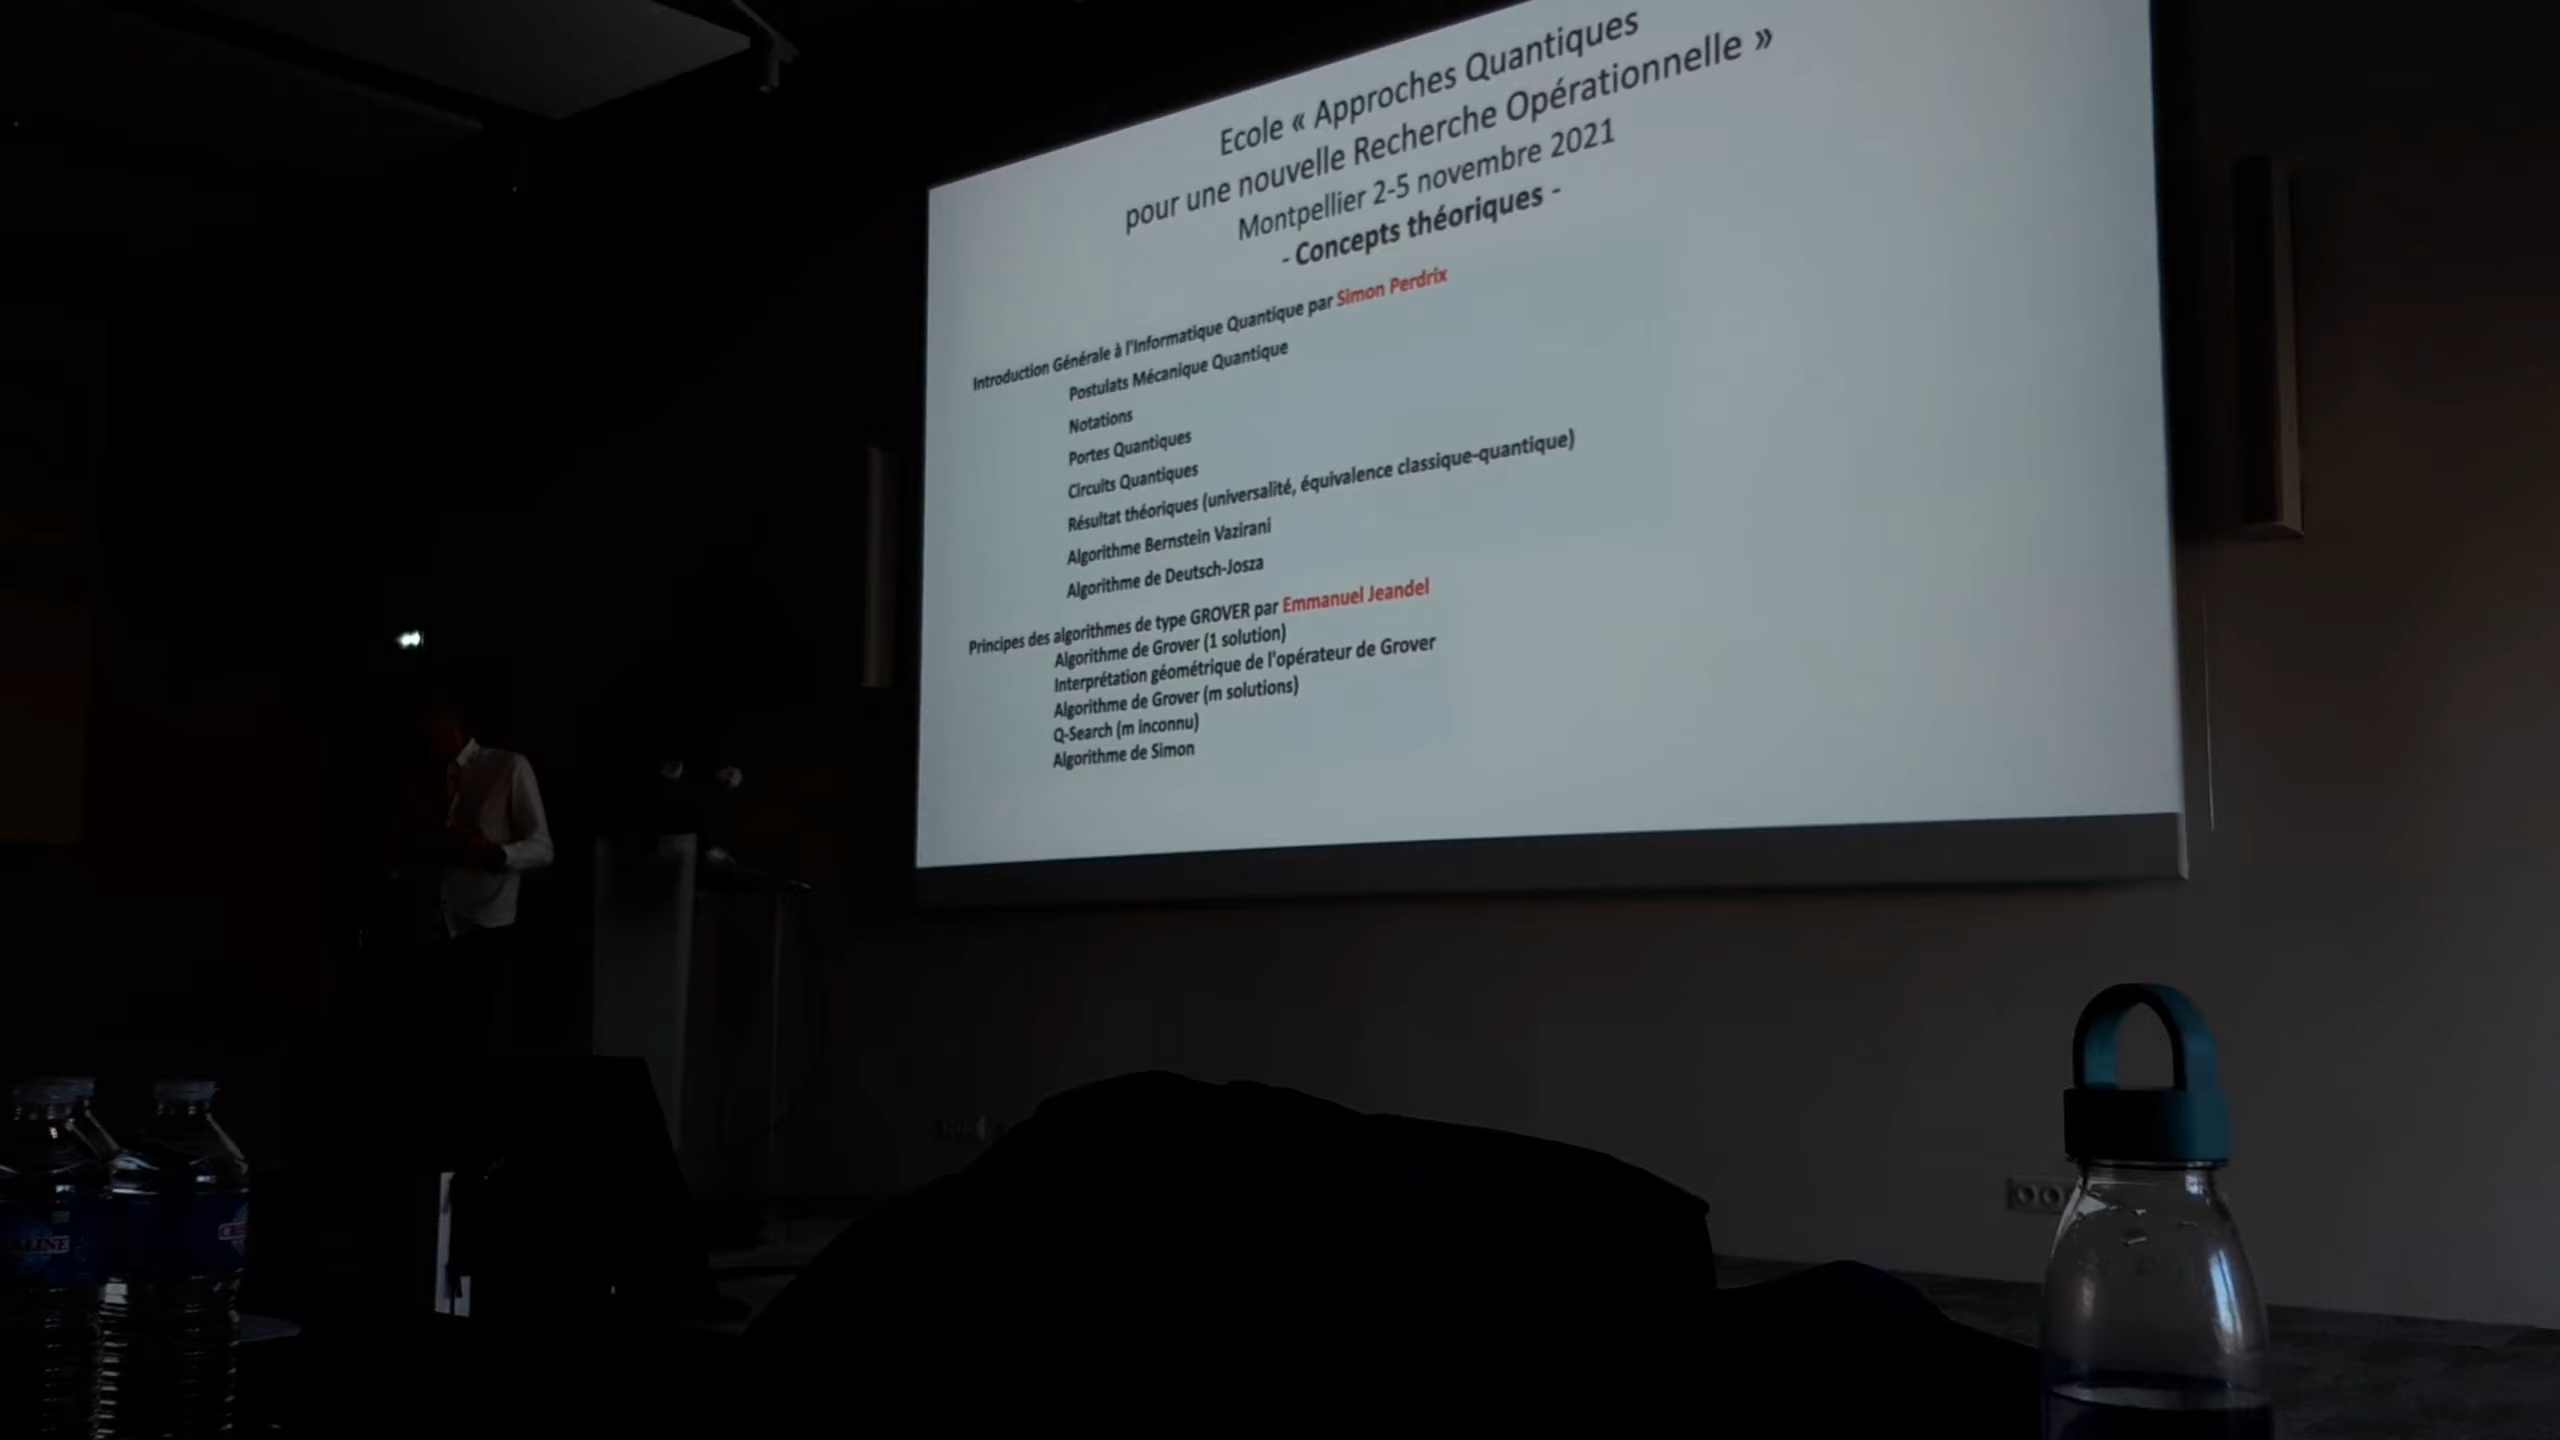 Ecole « Approches Quantiques
pour une nouvelle Recherche Opérationnelle »
Montpellier 2-5 novembre 2021
- Concepts théoriques -
Introduction Générale à l'Informatique Quantique par Simon Perdrix
Postulats Mécanique Quantique
Notations
Portes Quantiques
Circuits Quantiques
Résultat théoriques (universalité, équivalence classique-quantique)
Algorithme Bernstein Vazirani
Algorithme de Deutsch-Josza
Principes des algorithmes de type GROVER par Emmanuel Jeandel
Algorithme de Grover (1 solution)
Interprétation géométrique de l'opérateur de Grover
Algorithme de Grover (m solutions)
Q-Search (m inconnu)
Algorithme de Simon